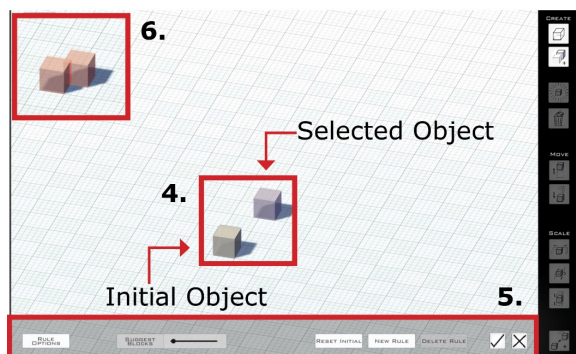 6.
CREATE
Selected Object
4.
MOVE
SCALE
Initial Object
5.
RULE
OPTIONS
SUGGEST
BLOCKS
RESET INITIAL
NEW RULE
DELETE RULE